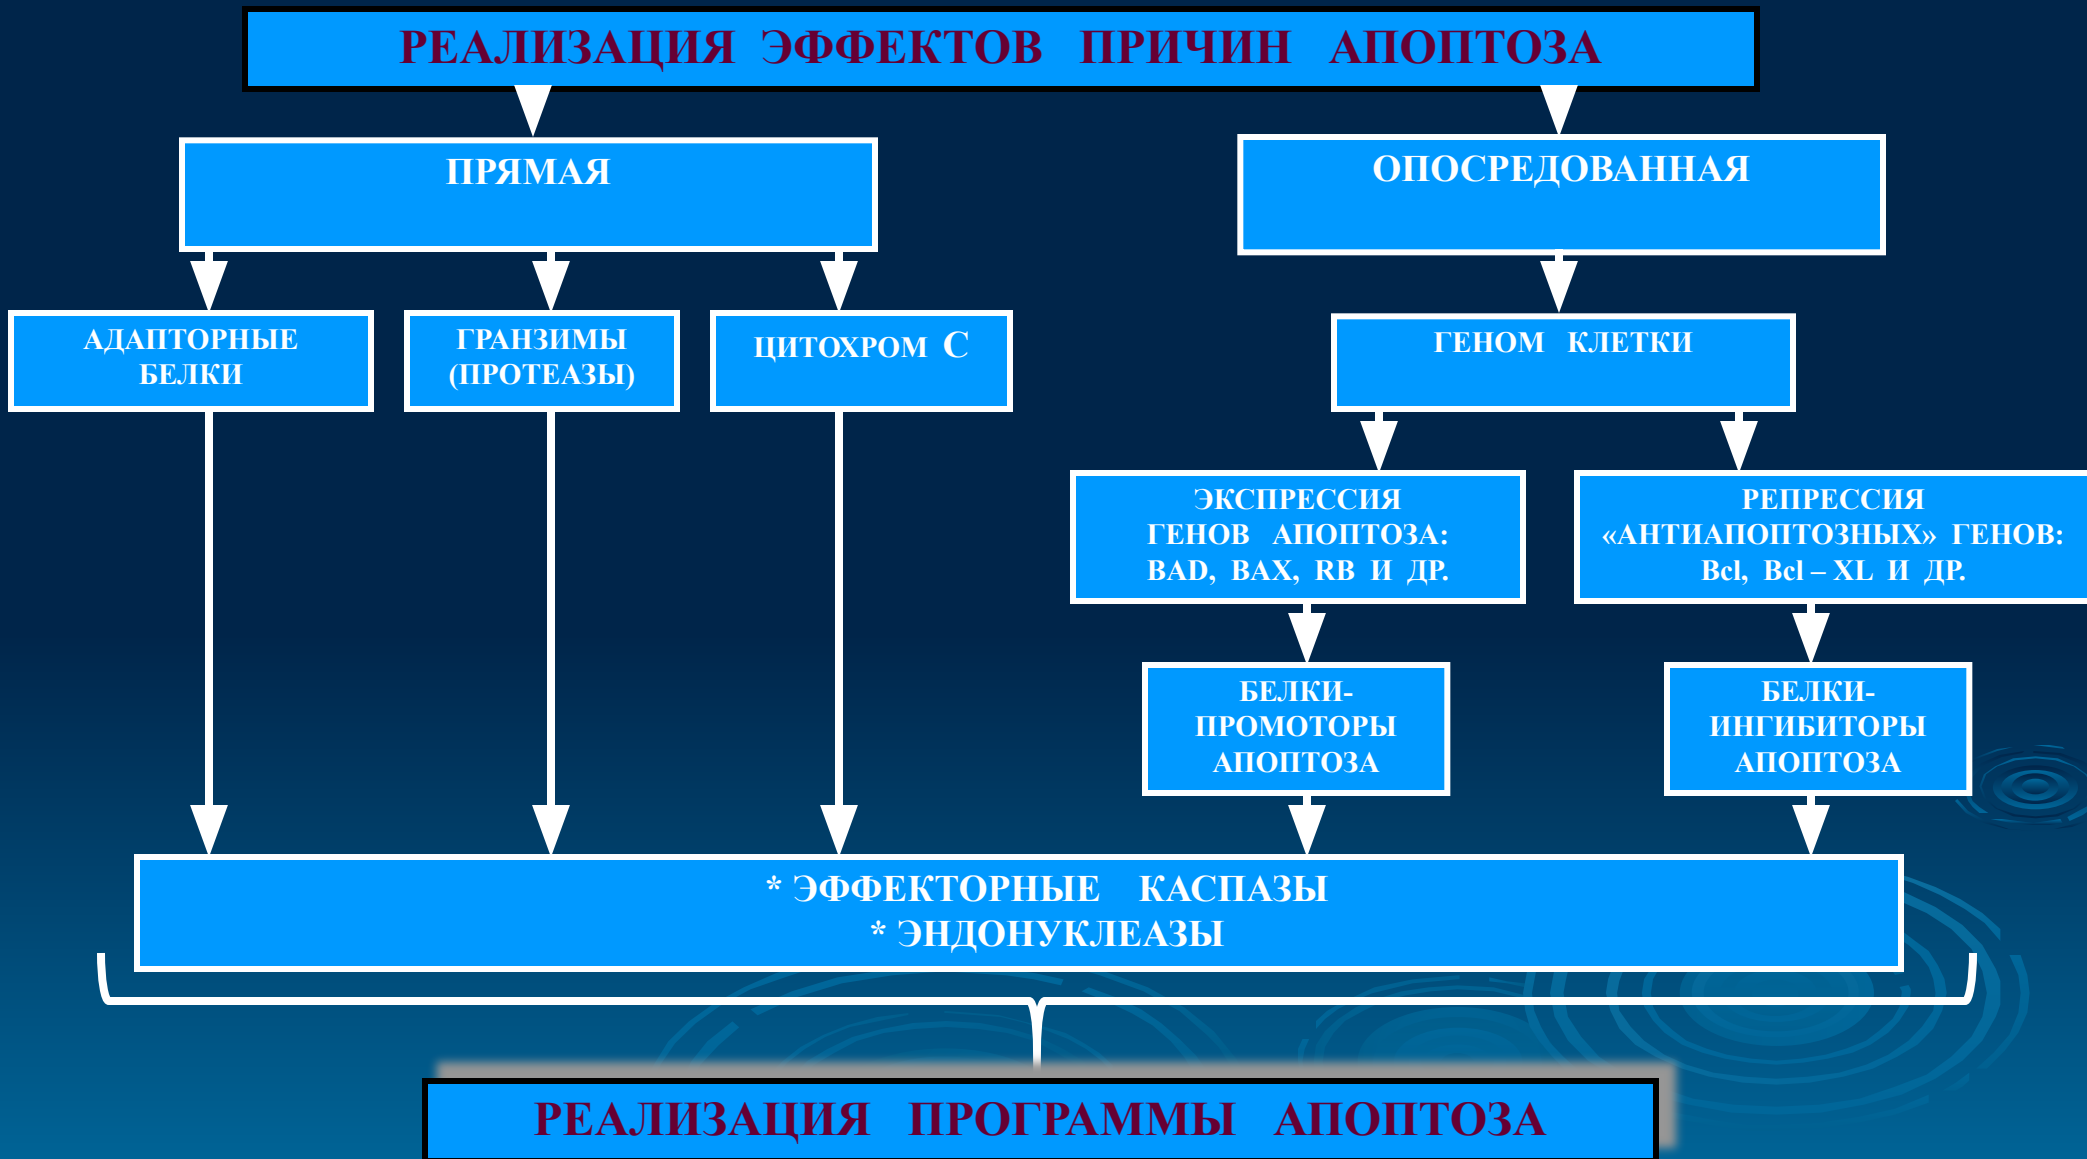 РЕАЛИЗАЦИЯ ЭФФЕКТОВ ПРИЧИН АПОПТОЗА
ПРЯМАЯ
ОПОСРЕДОВАННАЯ
АДАПТОРНЫЕ
БЕЛКИ
ГРАНЗИМЫ
(ПРОТЕАЗЫ)
ЦИТОХРОМ С
ГЕНОМ КЛЕТКИ
ЭКСПРЕССИЯ
ГЕНОВ АПОПТОЗА:
BAD, BAX, RB И ДР.
РЕПРЕССИЯ
«АНТИАПОПТОЗНЫХ» ГЕНОВ:
Bcl, Bcl – XL И ДР.
БЕЛКИ-
ПРОМОТОРЫ
АПОПТОЗА
БЕЛКИ-
ИНГИБИТОРЫ
АПОПТОЗА
* ЭФФЕКТОРНЫЕ КАСПАЗЫ
* ЭНДОНУКЛЕАЗЫ
РЕАЛИЗАЦИЯ ПРОГРАММЫ АПОПТОЗА